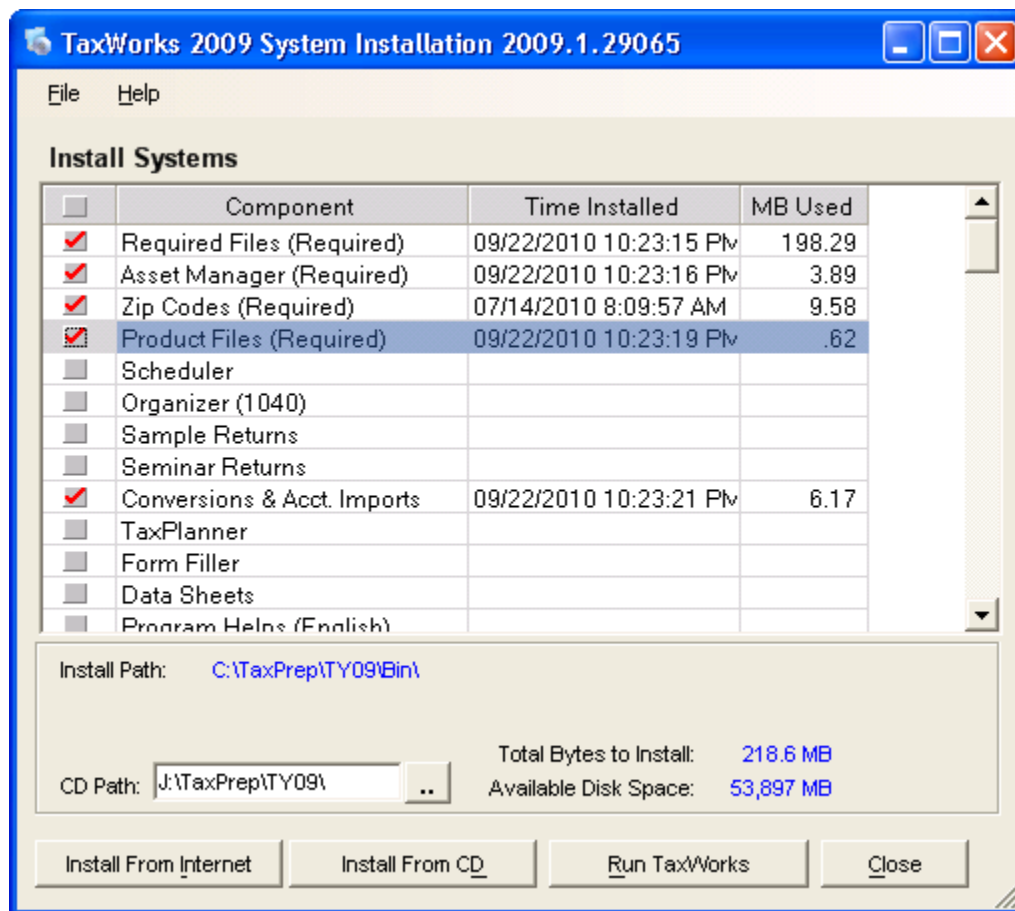 TaxWorks 2009 System Installation 2009.1.29065
File Help
Install Systems
Component Time Installed MB Used
Required Files (Required) 09/22/2010 10:23:15 PM 198.29
Asset Manager (Required) 09/22/2010 10:23:16 PM 3.89
Zip Codes (Required) 07/14/2010 8:09:57 AM 9.58
Product Files (Required) 09/22/2010 10:23:19 PM .62
Scheduler
Organizer (1040)
Sample Returns
Seminar Returns
Conversions & Acct. Imports 09/22/2010 10:23:21 PM 6.17
TaxPlanner
Form Filler
Data Sheets
Program Helps (English)
Install Path: C:\TaxPrep\TY09\Bin\
Total Bytes to Install: 218.6 MB
CD Path: J:\TaxPrep\TY09\ .. Available Disk Space: 53,897 MB
Install From Internet Install From CD Run TaxWorks Close